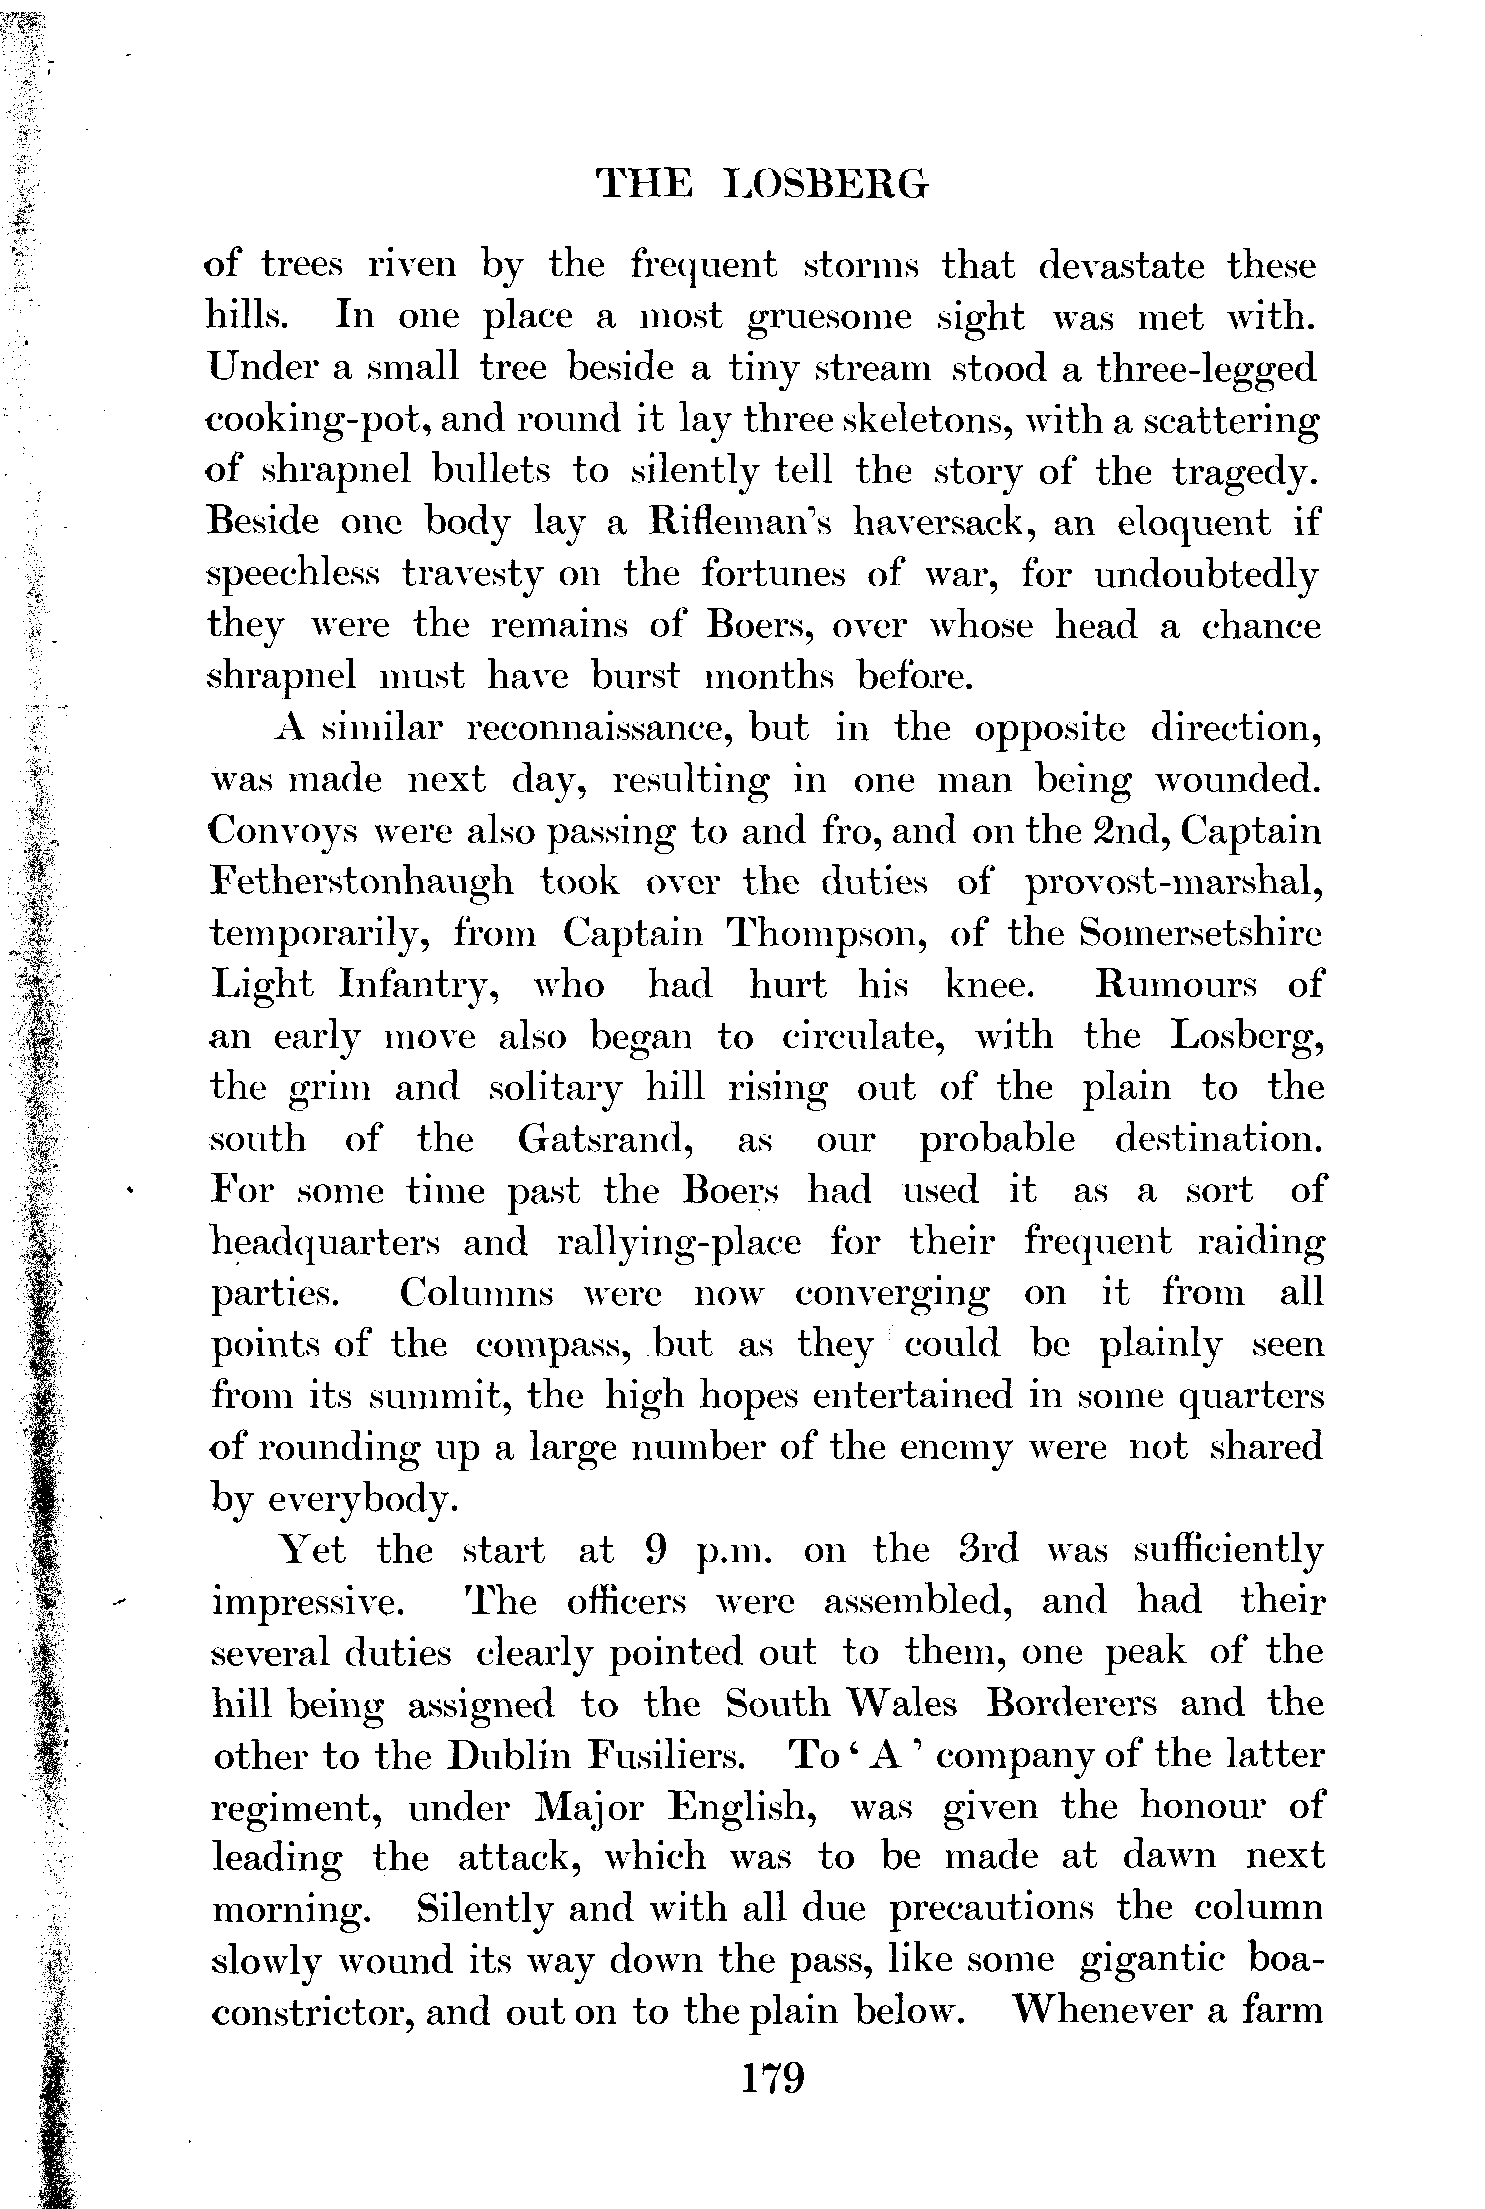 THE LOSBERG
of trees riven by the frequent storms that devastate these
hills. In one place a most gruesome sight was met with.
Under a small tree beside a tiny stream stood a three-legged
cooking-pot, and round it lay three skeletons, with a scattering
of shrapnel bullets to silently tell the story of the tragedy.
Beside one body lay a Rifleman's haversack, an eloquent if
speechless travesty on the fortunes of war, for undoubtedly
they were the remains of Boers, over whose head a chance
shrapnel must have burst months before.
A similar reconnaissance, but in the opposite direction,
was made next day, resulting in one man being wounded.
Convoys were also passing to and fro, and on the 2nd, Captain
Fetherstonhaugh took over the duties of provost-marshal,
temporarily, from Captain Thompson, of the Somersetshire
Light Infantry, who had hurt his knee. Rumours of
an early move also began to circulate, with the Losberg,
the grim and solitary hill rising out of the plain to the
south of the Gatsrand, as our probable destination.
For some time past the Boers had used it as a sort of
headquarters and rallying-place for their frequent raiding
parties. Columns were now converging on it from all
points of the compass, but as they could be plainly seen
from its summit, the high hopes entertained in some quarters
of rounding up a large number of the enemy were not shared
by everybody.
Yet the start at 9 p.m. on the 3rd was sufficiently
impressive. The officers were assembled, and had their
several duties clearly pointed out to them, one peak of the
hill being assigned to the South Wales Borderers and the
other to the Dublin Fusiliers. To ' A ' company of the latter
regiment, under Major English, was given the honour of
leading the attack, which was to be made at dawn next
morning. Silently and with all due precautions the column
slowly wound its way down the pass, like some gigantic boa-
constrictor, and out on to the plain below. Whenever a farm
179